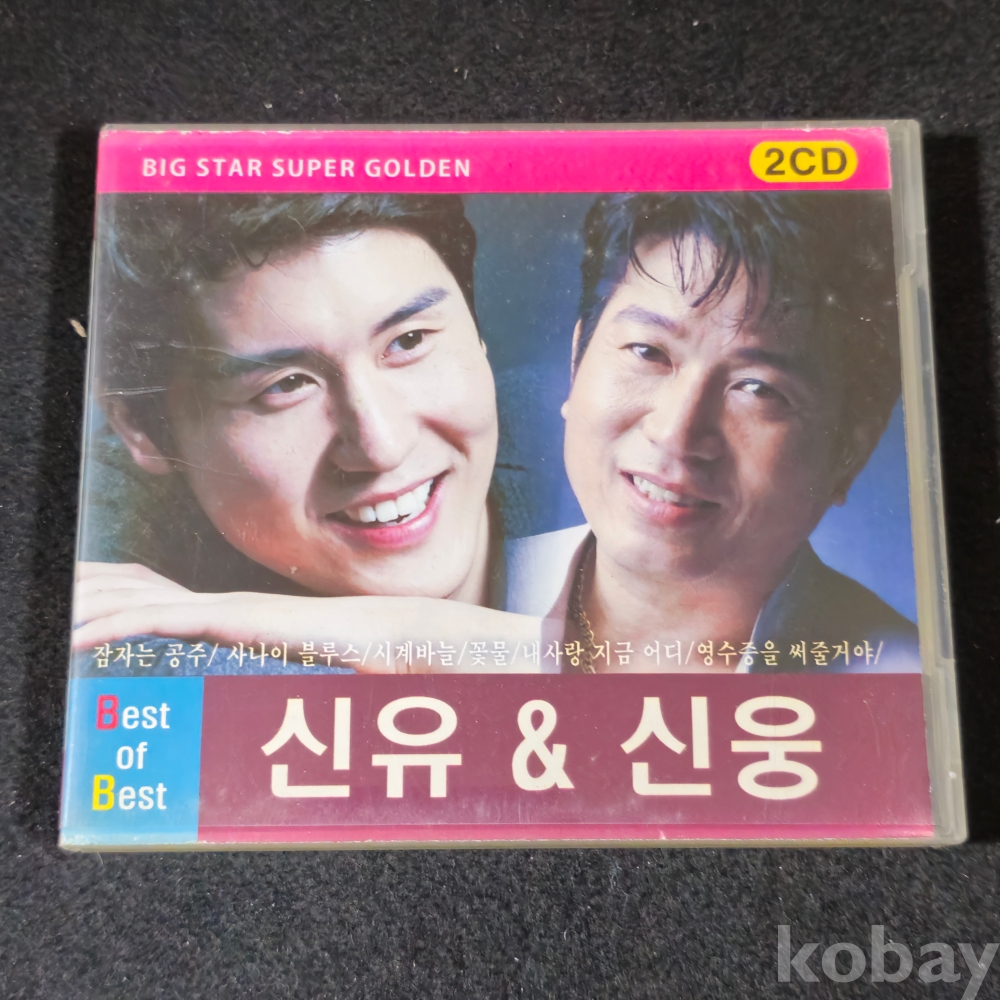 BIG STAR SUPER GOLDEN
2CD
잠자는 공주/ 사나이 블루스/시계바늘/꽃물/내사랑 지금 어디/영수증을 써줄거야/
Best
of
Best
신유 & 신웅
kobay